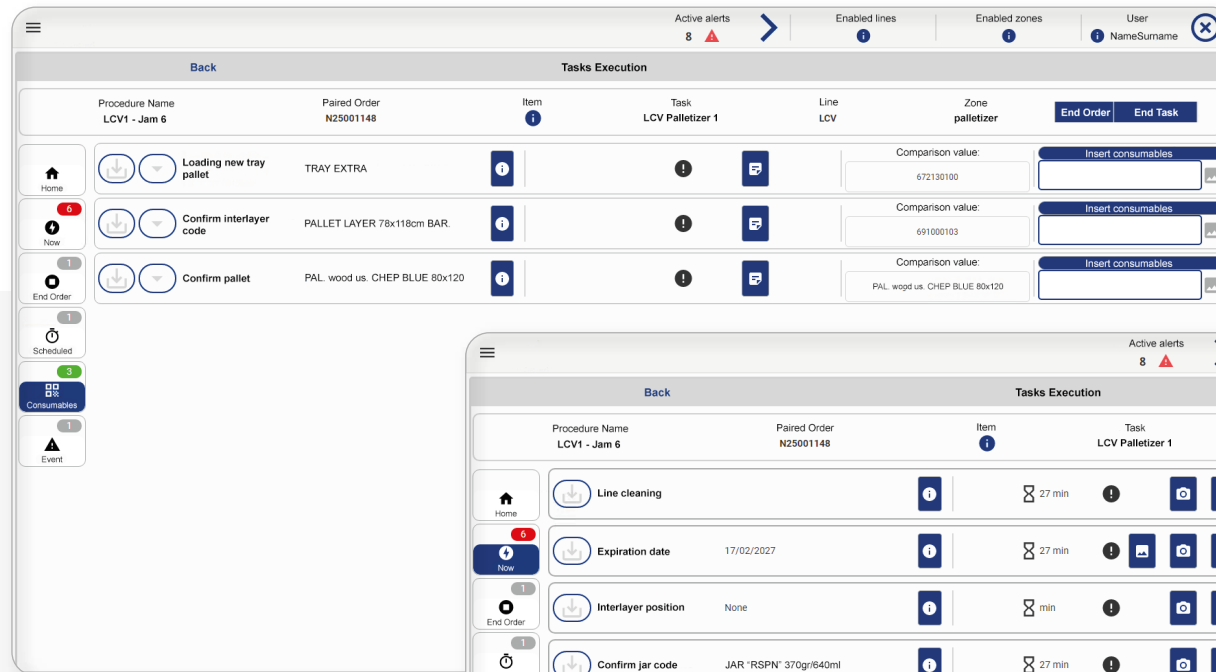 Active alerts
8
Enabled lines
Enabled zones
User
NameSurname
Back
Tasks Execution
Procedure Name
LCV1 - Jam 6
Paired Order
N25001148
Item
Task
LCV Palletizer 1
Line
LCV
Zone
palletizer
End Order
End Task
Home
6
Now
1
End Order
1
Scheduled
3
Consumables
1
Event
Loading new tray
pallet
TRAY EXTRA
Comparison value:
672130100
Insert consumables
Confirm interlayer
code
PALLET LAYER 78x118cm BAR.
Comparison value:
691000103
Insert consumables
Confirm pallet
PAL. wood us. CHEP BLUE 80x120
Comparison value:
PAL. wood us. CHEP BLUE 80x120
Insert consumables
Active alerts
8
Back
Tasks Execution
Procedure Name
LCV1 - Jam 6
Paired Order
N25001148
Item
Task
LCV Palletizer 1
Home
6
Now
1
End Order
1
Line cleaning
27 min
Expiration date
17/02/2027
27 min
Interlayer position
None
min
Confirm jar code
JAR "RSPN" 370gr/640ml
27 min